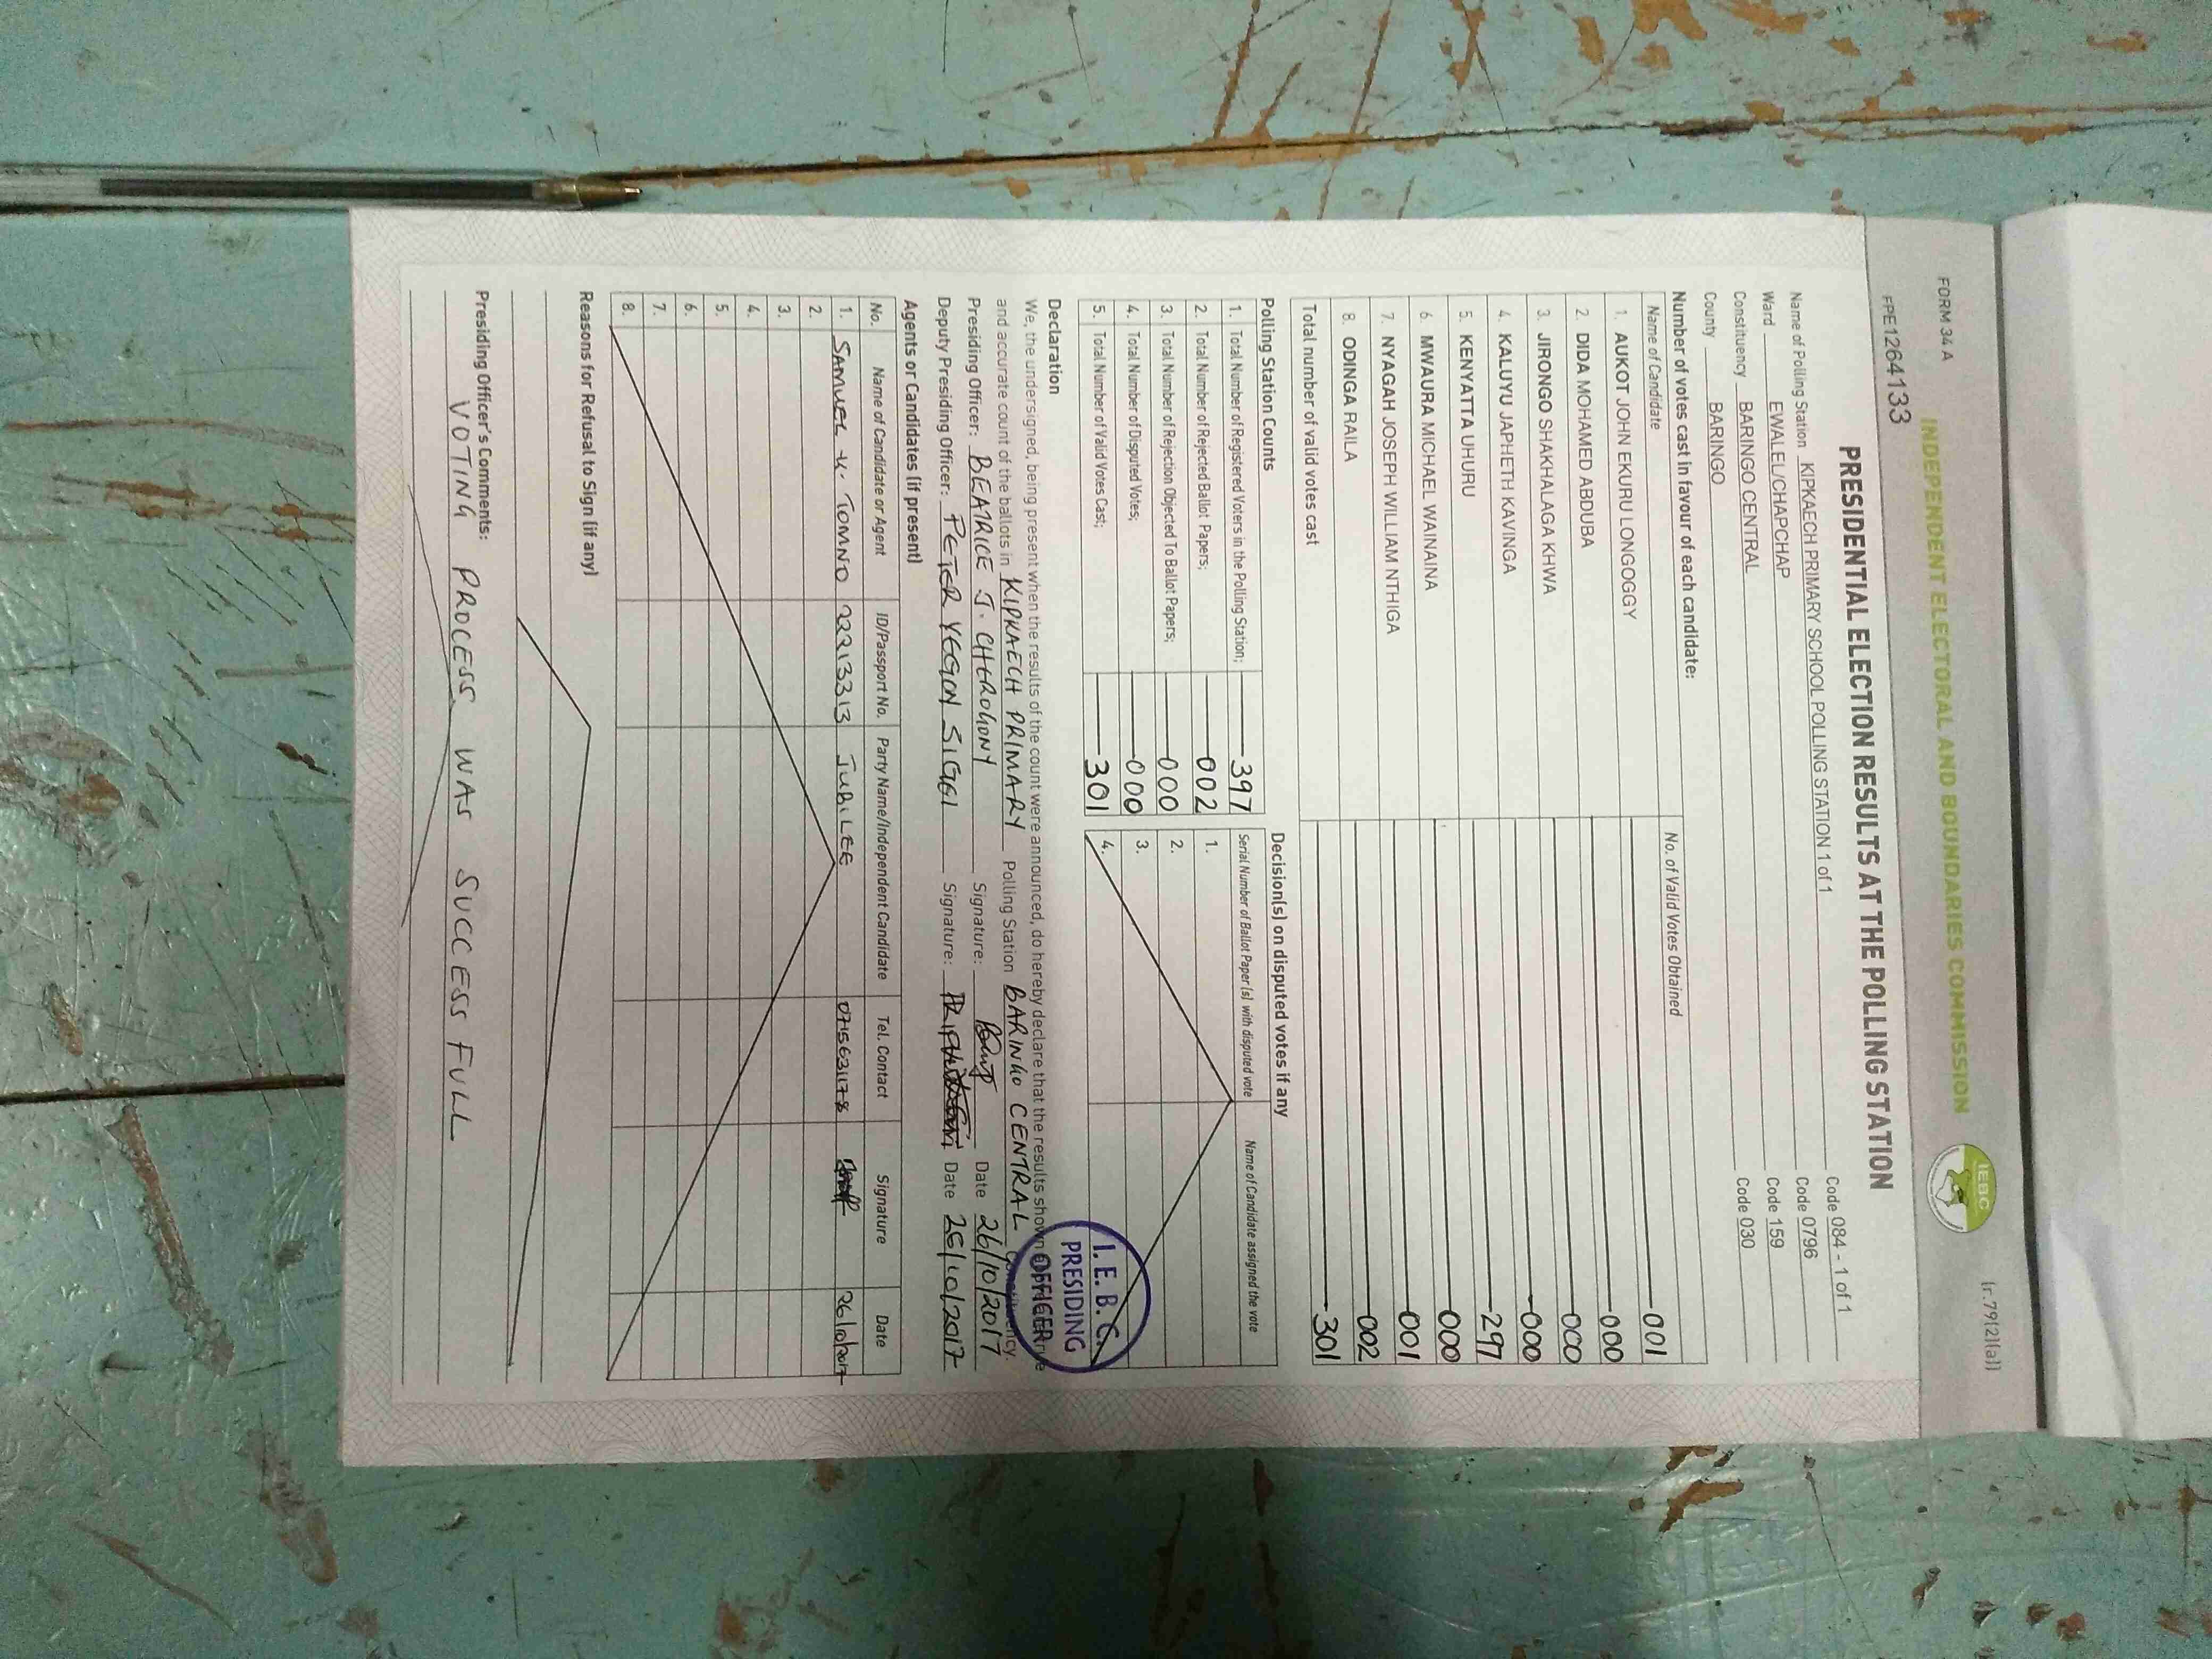 FORM 34 A
(r.79(2)(a))
INDEPENDENT ELECTORAL AND BOUNDARIES COMMISSION
IEBC
FPE1264133
PRESIDENTIAL ELECTION RESULTS AT THE POLLING STATION
Name of Polling Station KIPKAECH PRIMARY SCHOOL POLLING STATION 1 of 1 Code 084 - 1 of 1
Ward EWALEL/CHAPCHAP Code 0796
Constituency BARINGO CENTRAL Code 159
County BARINGO Code 030
Number of votes cast in favour of each candidate:
Name of Candidate No. of Valid Votes Obtained
1. AUKOT JOHN EKURU LONGOGGY 001
2. DIDA MOHAMED ABDUBA 000
3. JIRONGO SHAKHALAGA KHWA 000
4. KALUYU JAPHETH KAVINGA 000
5. KENYATTA UHURU 297
6. MWAURA MICHAEL WAINAINA 000
7. NYAGAH JOSEPH WILLIAM NTHIGA 001
8. ODINGA RAILA 002
Total number of valid votes cast 301
Polling Station Counts
1. Total Number of Registered Voters in the Polling Station; 397
2. Total Number of Rejected Ballot Papers; 002
3. Total Number of Rejection Objected To Ballot Papers; 000
4. Total Number of Disputed Votes; 000
5. Total Number of Valid Votes Cast; 301
Decision(s) on disputed votes if any
Serial Number of Ballot Paper(s) with disputed vote Name of Candidate assigned the vote
1.
2.
3.
4.
Declaration
We, the undersigned, being present when the results of the count were announced, do hereby declare that the results shown
and accurate count of the ballots in KIPKAECH PRIMARY Polling Station BARINGO CENTRAL Constituency.
I. E. B. C.
PRESIDING
OFFICER
Presiding Officer: BEATRICE J. CHEROGONY Signature: Date 26/10/2017
Deputy Presiding Officer: PETER YEGON SIGEI Signature: Date 26/10/2017
Agents or Candidates (if present)
No. Name of Candidate or Agent ID/Passport No. Party Name/Independent Candidate Tel. Contact Signature Date
1. SAMUEL K. TOMNO 22213313 JUBILEE 0715631178 26/10/2017
2.
3.
4.
5.
6.
7.
8.
Reasons for Refusal to Sign (if any)
Presiding Officer's Comments:
VOTING PROCESS WAS SUCCESS FULL